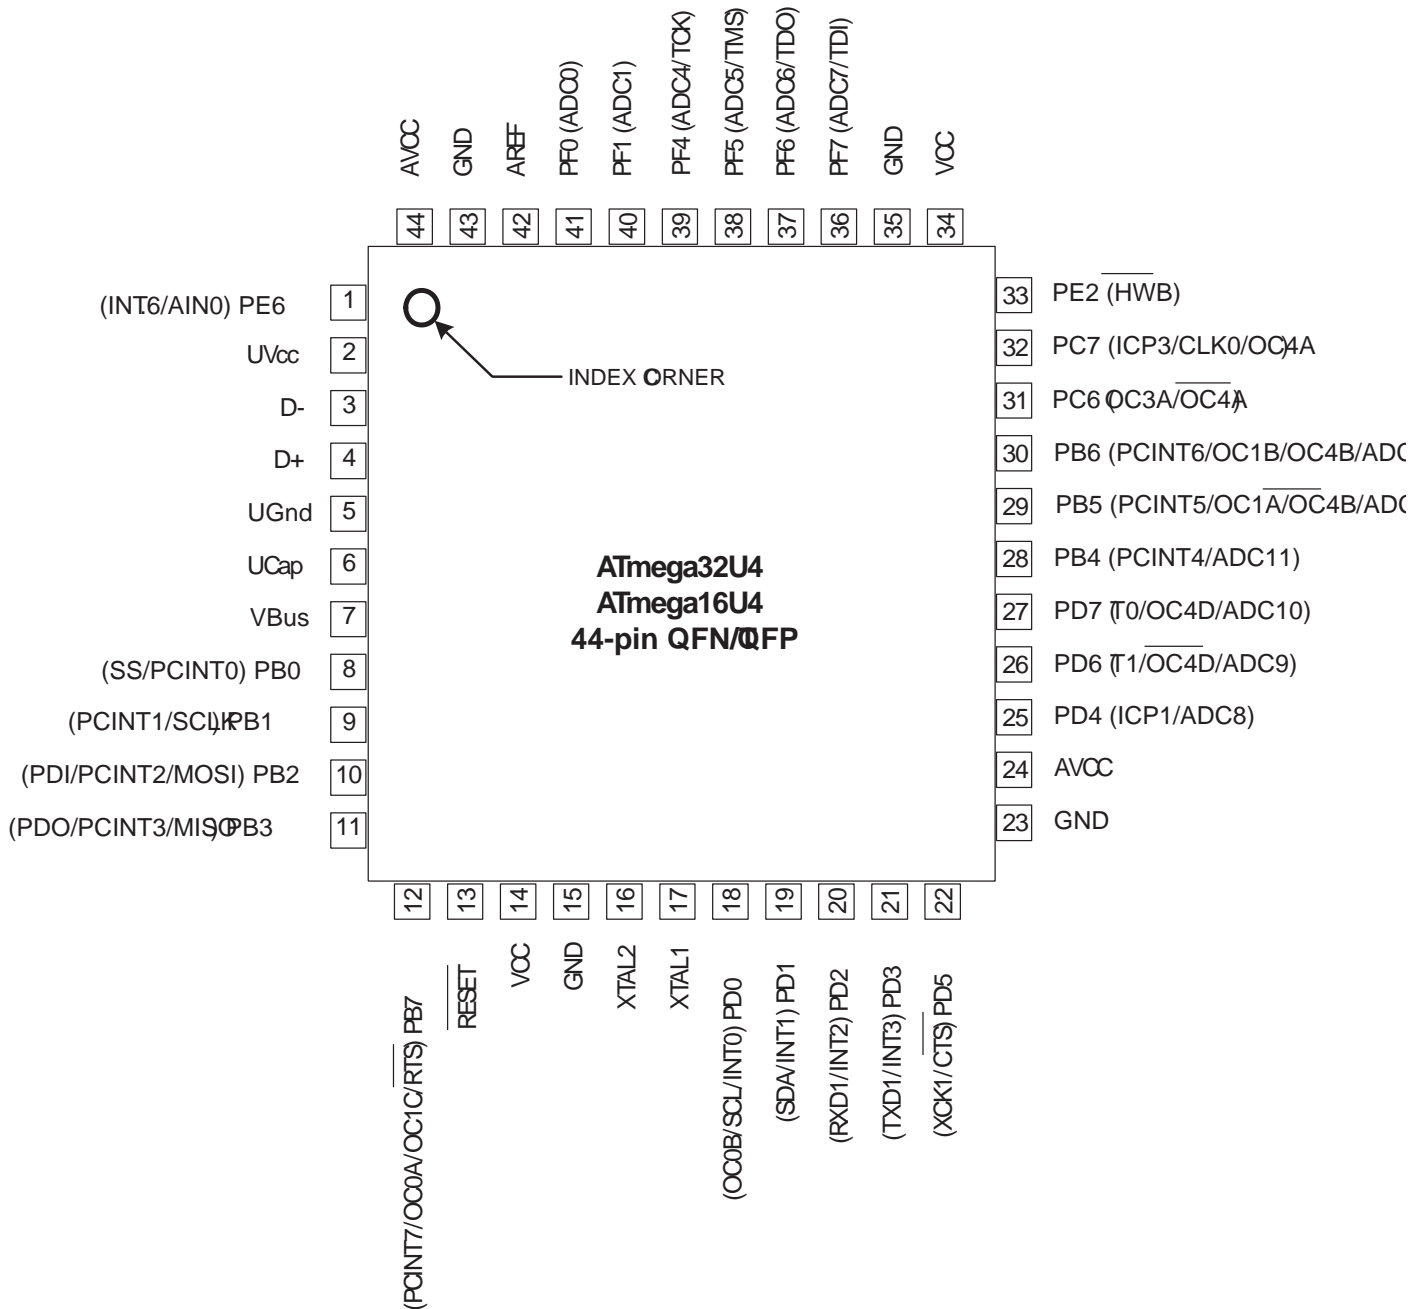 AVCC
GND
AREF
PF0 (ADC0)
PF1 (ADC1)
PF4 (ADC4/TCK)
PF5 (ADC5/TMS)
PF6 (ADC6/TDO)
PF7 (ADC7/TDI)
GND
VCC
44
43
42
41
40
39
38
37
36
35
34
(INT.6/AIN0) PE6 1
UVcc 2
D- 3
D+ 4
UGnd 5
UCap 6
VBus 7
(SS/PCINT0) PB0 8
(PCINT1/SCLK) PB1 9
(PDI/PCINT2/MOSI) PB2 10
(PDO/PCINT3/MISO) PB3 11
INDEX CORNER
ATmega32U4
ATmega16U4
44-pin QFN/TQFP
33 PE2 (HWB)
32 PC7 (ICP3/CLK0/OC4A)
31 PC6 (OC3A/OC4A)
30 PB6 (PCINT6/OC1B/OC4B/ADC
29 PB5 (PCINT5/OC1A/OC4B/ADC
28 PB4 (PCINT4/ADC11)
27 PD7 (T0/OC4D/ADC10)
26 PD6 (T1/OC4D/ADC9)
25 PD4 (ICP1/ADC8)
24 AVCC
23 GND
12
13
14
15
16
17
18
19
20
21
22
(PCINT7/OC0A/OC1C/RTS) PB7
RESET
VCC
GND
XTAL2
XTAL1
(OC0B/SCL/INT0) PD0
(SDA/INT1) PD1
(RXD1/INT2) PD2
(TXD1/INT3) PD3
(XCK1/CTS) PD5